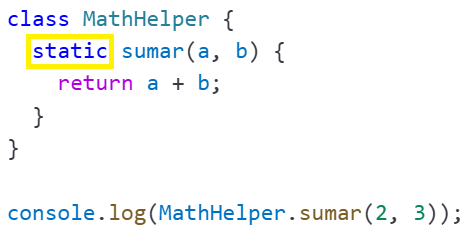 class MathHelper {
  static sumar(a, b) {
    return a + b;
  }
}

console.log(MathHelper.sumar(2, 3));